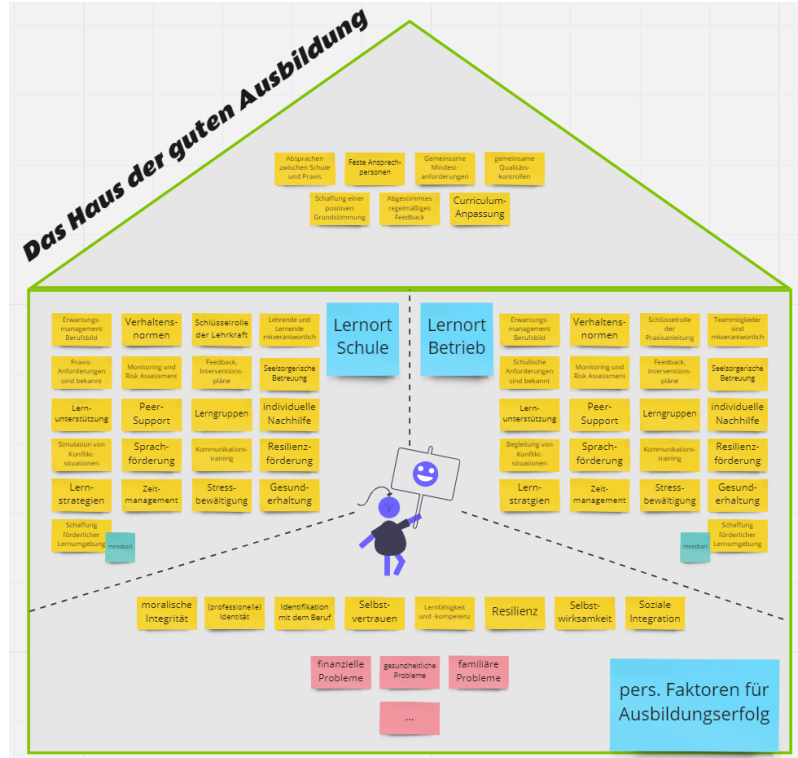 Das Haus der guten Ausbildung
Absprachen
zwischen Schule
und Praxis
Feste Ansprech-
personen
Gemeinsame
Mindest-
anforderungen
gemeinsame
Qualitäts-
kontrollen
Schaffung einer
positiven
Grundstimmung
Abgestimmtes
regelmäßiges
Feedback
Curriculum-
Anpassung
Lernort
Schule
Erwartungs-
management
Berufsbild
Verhaltens-
normen
Schlüsselrolle
der Lehrkraft
Lehrende und
Lernende
mitverantwortlich
Praxis-
Anforderungen
sind bekannt
Monitoring und
Risk Assessment
Feedback,
Interventions-
pläne
Seelsorgerische
Betreuung
Lern-
unterstützung
Peer-
Support
Lerngruppen
individuelle
Nachhilfe
Simulation von
Konflikt-
situationen
Sprach-
förderung
Kommunikations-
training
Resilienz-
förderung
Lern-
strategien
Zeit-
management
Stress-
bewältigung
Gesund-
erhaltung
Schaffung
förderlicher
Lernumgebung
messbar!
Lernort
Betrieb
Erwartungs-
management
Berufsbild
Verhaltens-
normen
Schlüsselrolle
der
Praxisanleitung
Teammitglieder
sind
mitverantwortlich
Schulische
Anforderungen
sind bekannt
Monitoring und
Risk Assessment
Feedback,
Interventions-
pläne
Seelsorgerische
Betreuung
Lern-
unterstützung
Peer-
Support
Lerngruppen
individuelle
Nachhilfe
Begleitung von
Konflikt-
situationen
Sprach-
förderung
Kommunikations-
training
Resilienz-
förderung
Lern-
stratgien
Zeit-
management
Stress-
bewältigung
Gesund-
erhaltung
Schaffung
förderlicher
Lernumgebung
messbar!
moralische
Integrität
(professionelle)
Identität
Identifikation
mit dem Beruf
Selbst-
vertrauen
Lernfähigkeit
und -kompetenz
Resilienz
Selbst-
wirksamkeit
Soziale
Integration
finanzielle
Probleme
gesundheitliche
Probleme
familiäre
Probleme
...
pers. Faktoren für
Ausbildungserfolg